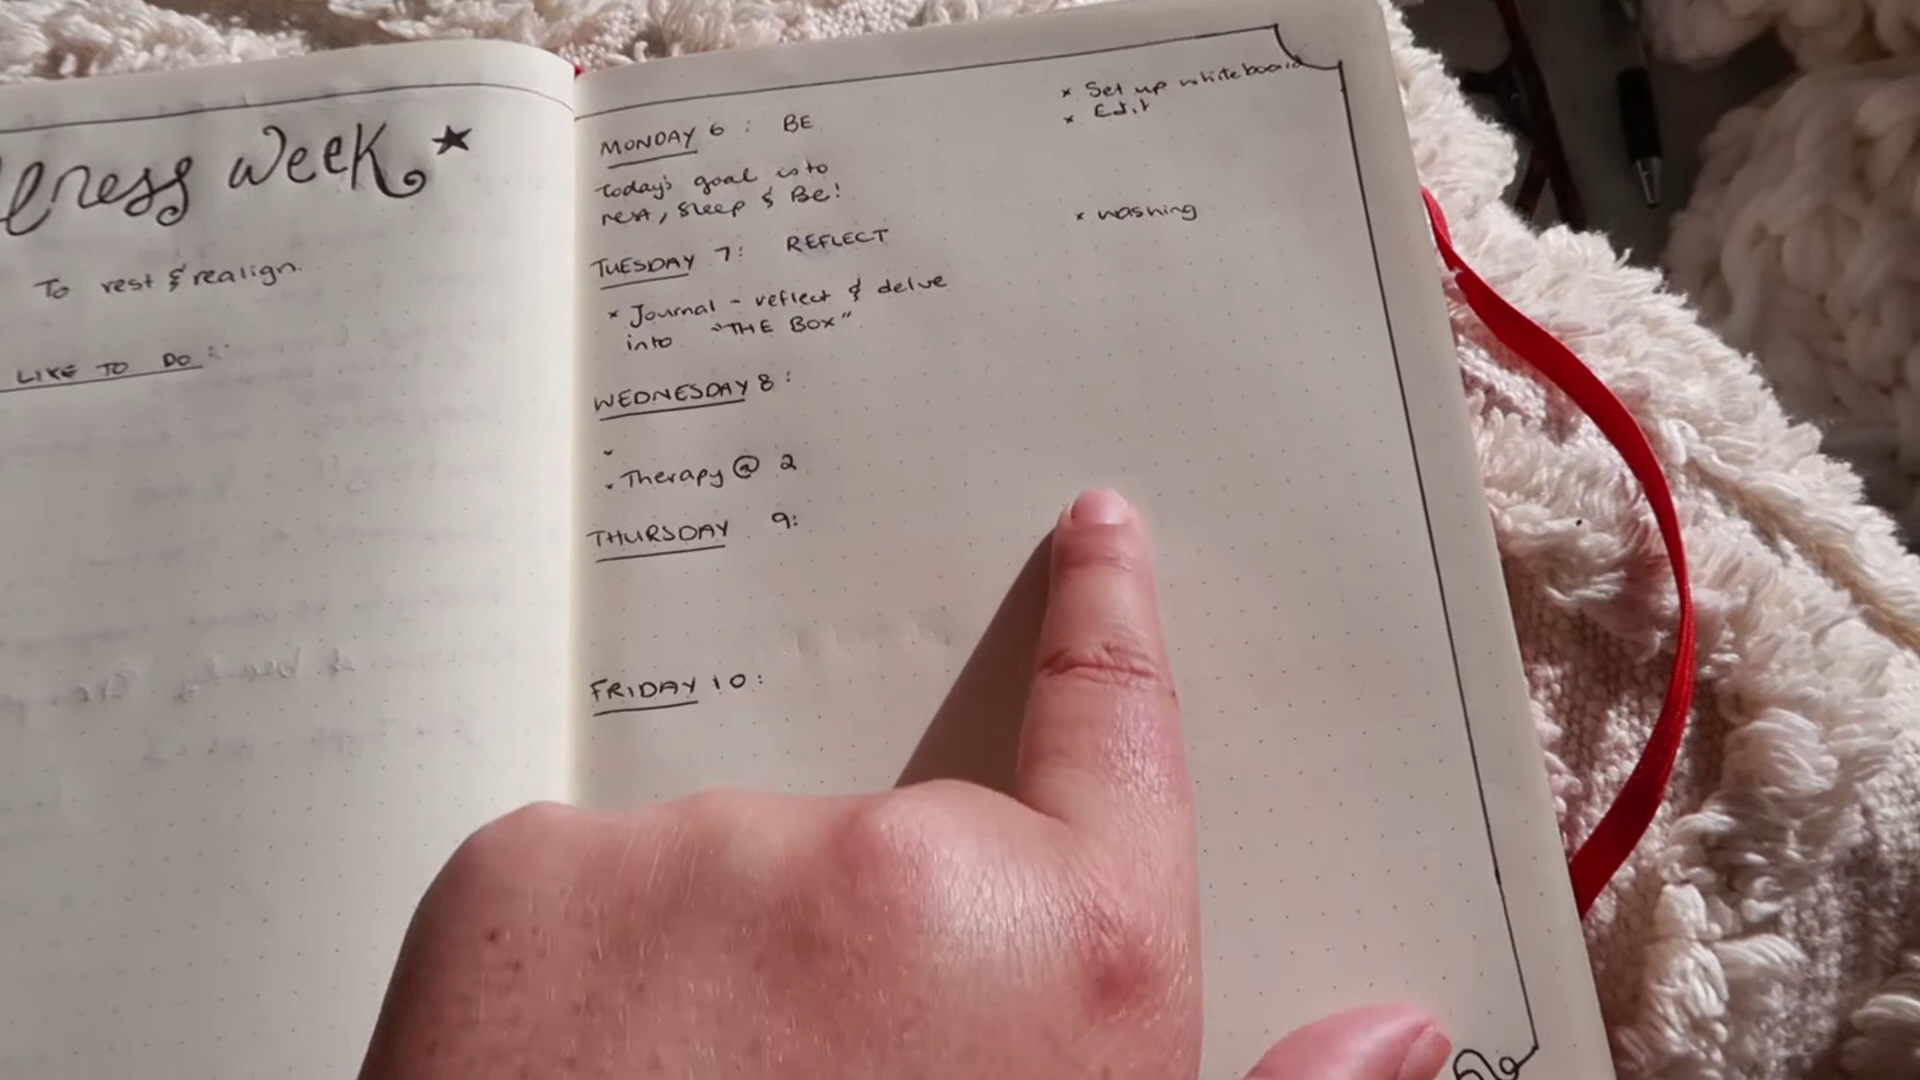 lness week
To rest & realign.
LIKE TO DO:
MONDAY 6 : BE
Today's goal is to
rest, sleep & Be!
* Set up whiteboard
* Edit
TUESDAY 7: REFLECT
* washing
* Journal - reflect & delve
into "THE BOX"
WEDNESDAY 8:
* Therapy @ 2
THURSDAY 9:
FRIDAY 10: